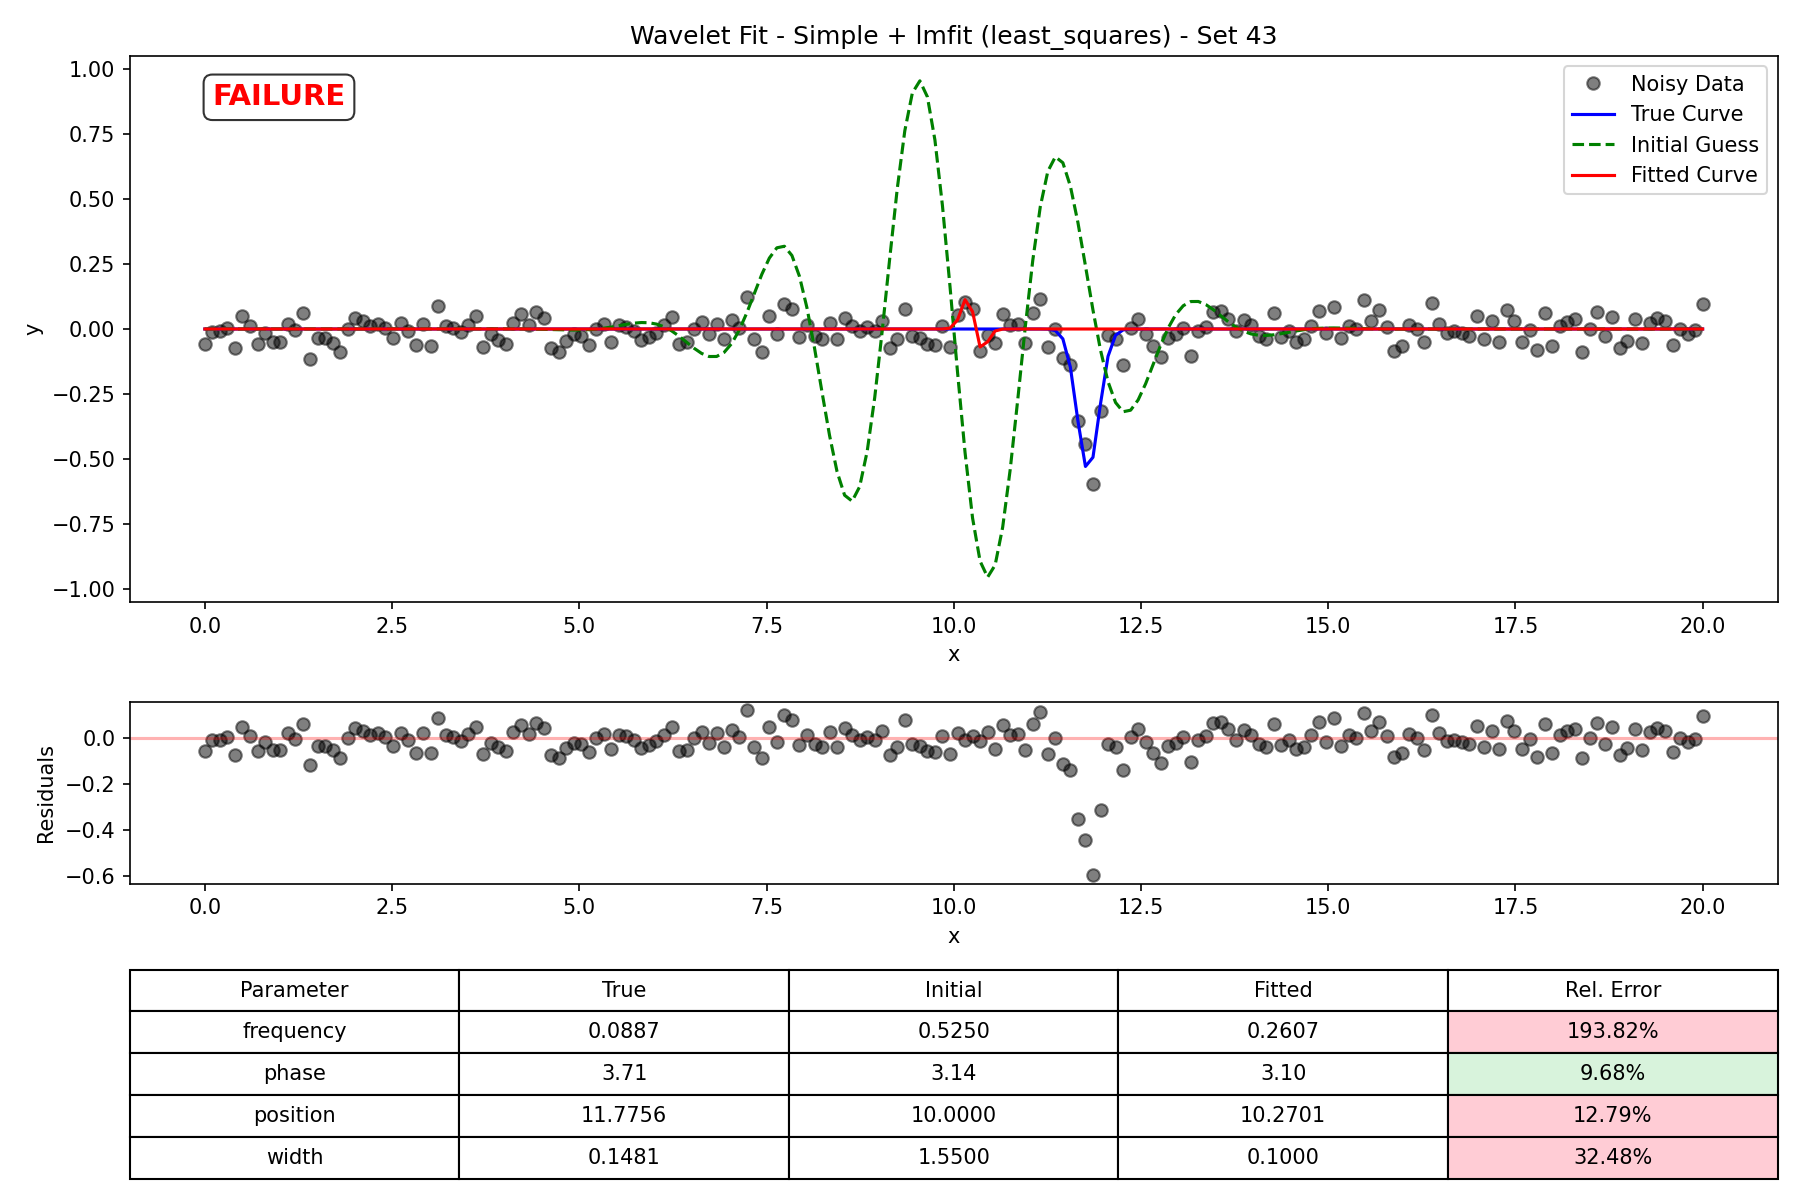 Wavelet Fit - Simple + lmfit (least_squares) - Set 43
FAILURE
Noisy Data
True Curve
Initial Guess
Fitted Curve
1.00
0.75
0.50
0.25
0.00
−0.25
−0.50
−0.75
−1.00
y
0.0 2.5 5.0 7.5 10.0 12.5 15.0 17.5 20.0
x
0.0
−0.2
−0.4
−0.6
Residuals
0.0 2.5 5.0 7.5 10.0 12.5 15.0 17.5 20.0
x
Parameter True Initial Fitted Rel. Error
frequency 0.0887 0.5250 0.2607 193.82%
phase 3.71 3.14 3.10 9.68%
position 11.7756 10.0000 10.2701 12.79%
width 0.1481 1.5500 0.1000 32.48%